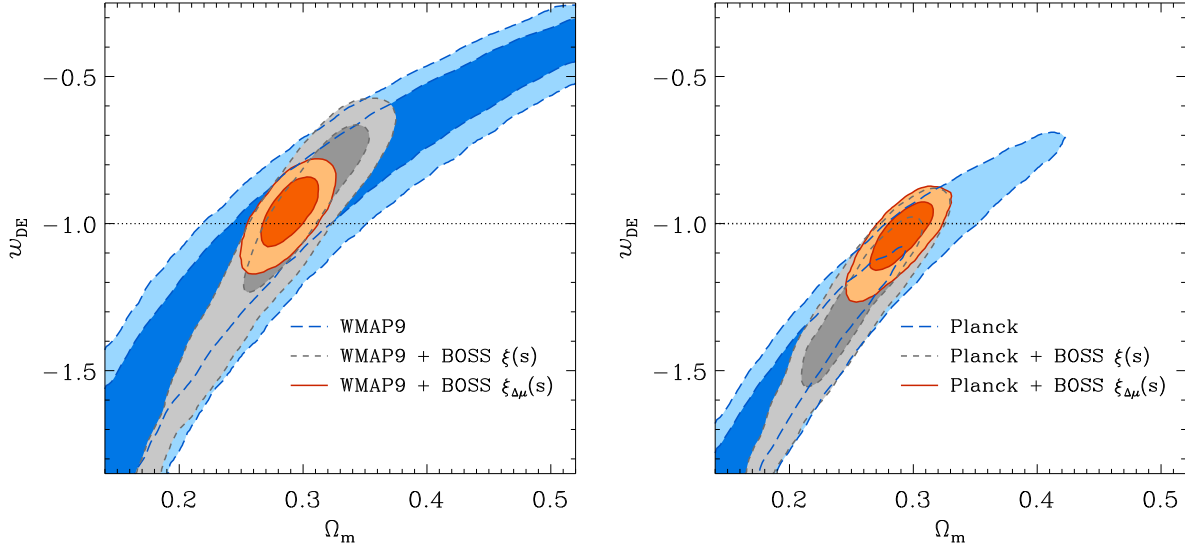 −0.5
−1.0
−1.5
w_DE
0.2 0.3 0.4 0.5
Ω_m
WMAP9
WMAP9 + BOSS ξ(s)
WMAP9 + BOSS ξ_Δμ(s)
−0.5
−1.0
−1.5
w_DE
0.2 0.3 0.4 0.5
Ω_m
Planck
Planck + BOSS ξ(s)
Planck + BOSS ξ_Δμ(s)